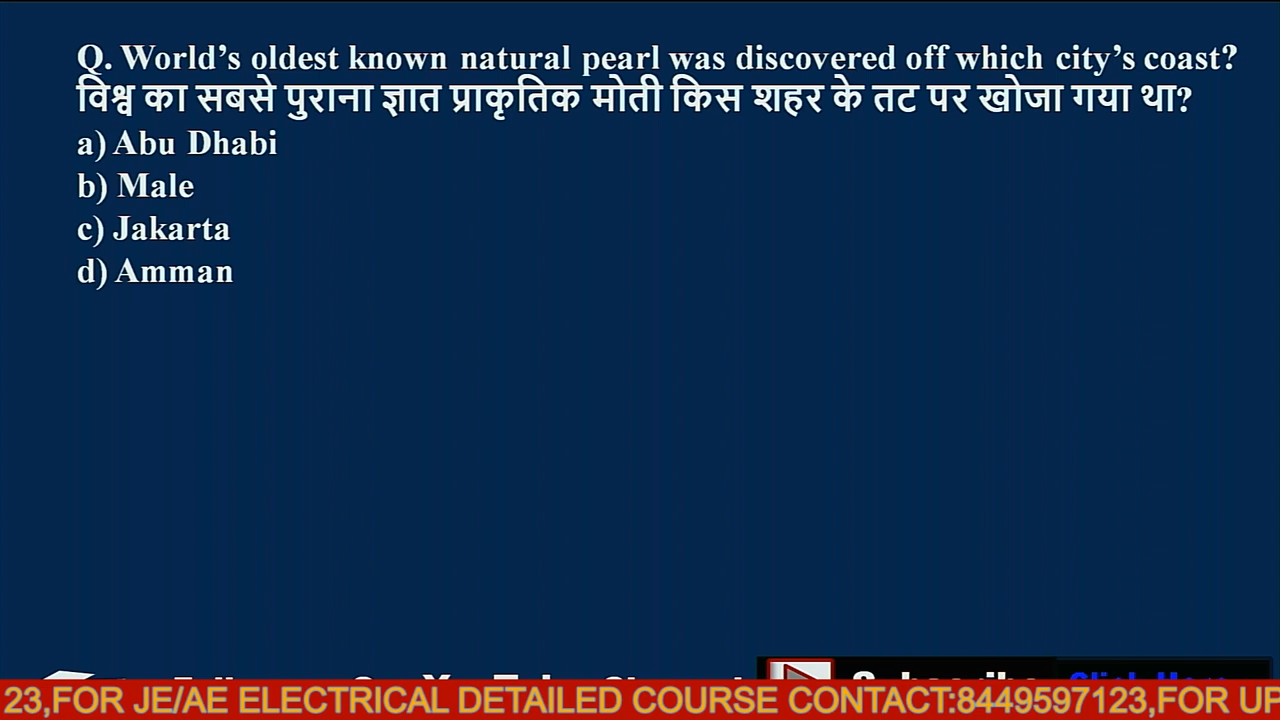 Q. World’s oldest known natural pearl was discovered off which city’s coast?
विश्व का सबसे पुराना ज्ञात प्राकृतिक मोती किस शहर के तट पर खोजा गया था?
a) Abu Dhabi
b) Male
c) Jakarta
d) Amman
23,FOR JE/AE ELECTRICAL DETAILED COURSE CONTACT:8449597123,FOR UP